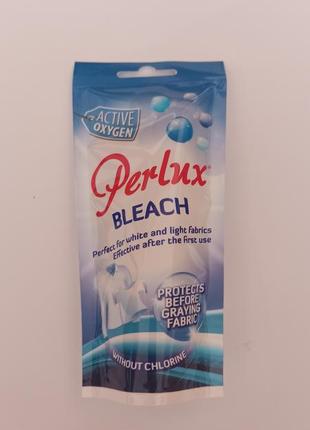 ACTIVE
OXYGEN
Perlux®
BLEACH
Perfect for white and light fabrics
Effective after the first use
PROTECTS
BEFORE
GRAYING
FABRIC
WITHOUT CHLORINE